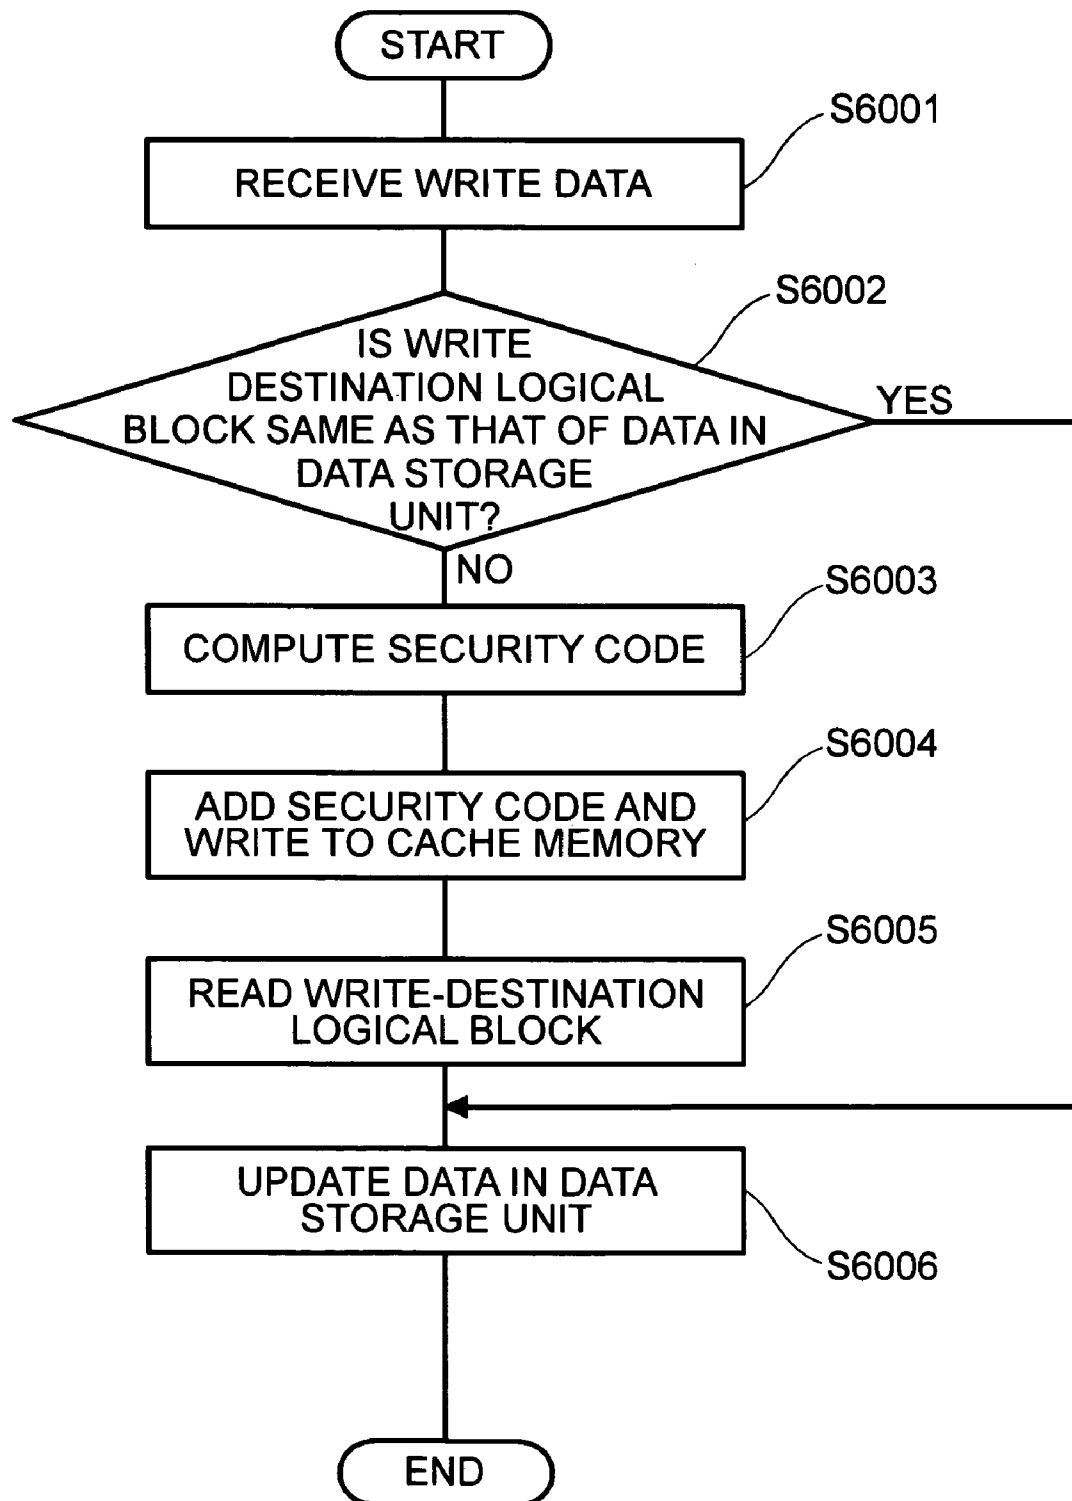 START
S6001
RECEIVE WRITE DATA
S6002
IS WRITE
DESTINATION LOGICAL
BLOCK SAME AS THAT OF DATA IN
DATA STORAGE
UNIT?
YES
NO
S6003
COMPUTE SECURITY CODE
S6004
ADD SECURITY CODE AND
WRITE TO CACHE MEMORY
S6005
READ WRITE-DESTINATION
LOGICAL BLOCK
UPDATE DATA IN DATA
STORAGE UNIT
S6006
END